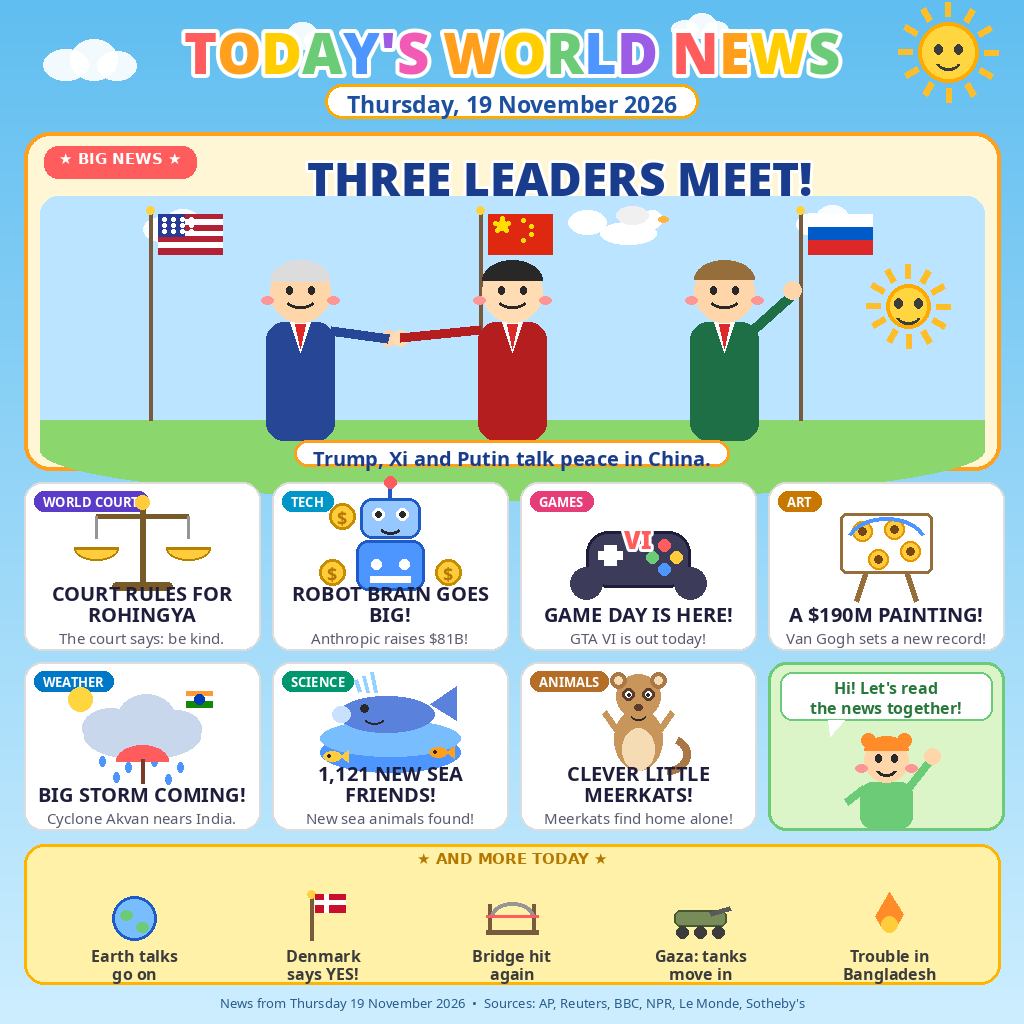 TODAY'S WORLD NEWS
Thursday, 19 November 2026
★ BIG NEWS ★
THREE LEADERS MEET!
Trump, Xi and Putin talk peace in China.
WORLD COURT
COURT RULES FOR
ROHINGYA
The court says: be kind.
TECH
$
$
$
ROBOT BRAIN GOES
BIG!
Anthropic raises $81B!
GAMES
VI
GAME DAY IS HERE!
GTA VI is out today!
ART
A $190M PAINTING!
Van Gogh sets a new record!
WEATHER
BIG STORM COMING!
Cyclone Akvan nears India.
SCIENCE
1,121 NEW SEA
FRIENDS!
New sea animals found!
ANIMALS
CLEVER LITTLE
MEERKATS!
Meerkats find home alone!
Hi! Let's read
the news together!
★ AND MORE TODAY ★
Earth talks
go on
Denmark
says YES!
Bridge hit
again
Gaza: tanks
move in
Trouble in
Bangladesh
News from Thursday 19 November 2026 • Sources: AP, Reuters, BBC, NPR, Le Monde, Sotheby's